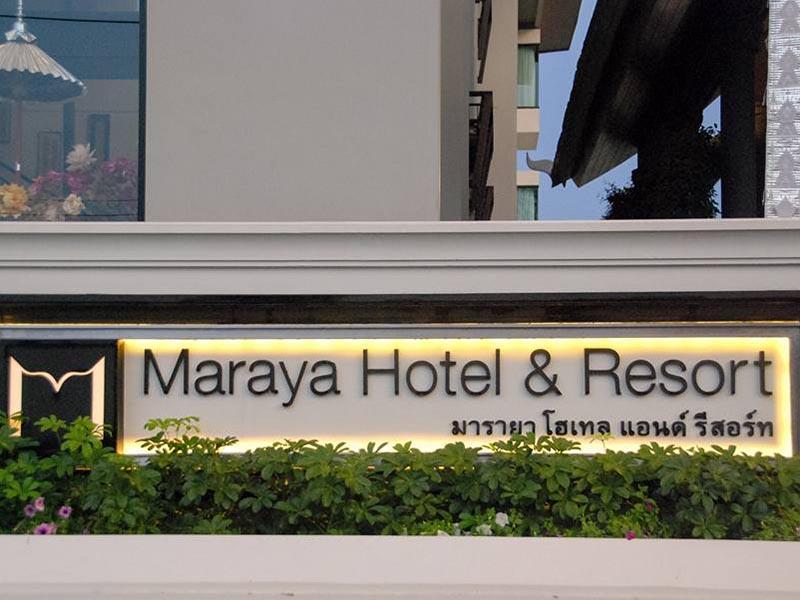 Maraya Hotel & Resort
มารายา โฮเทล แอนด์ รีสอร์ท